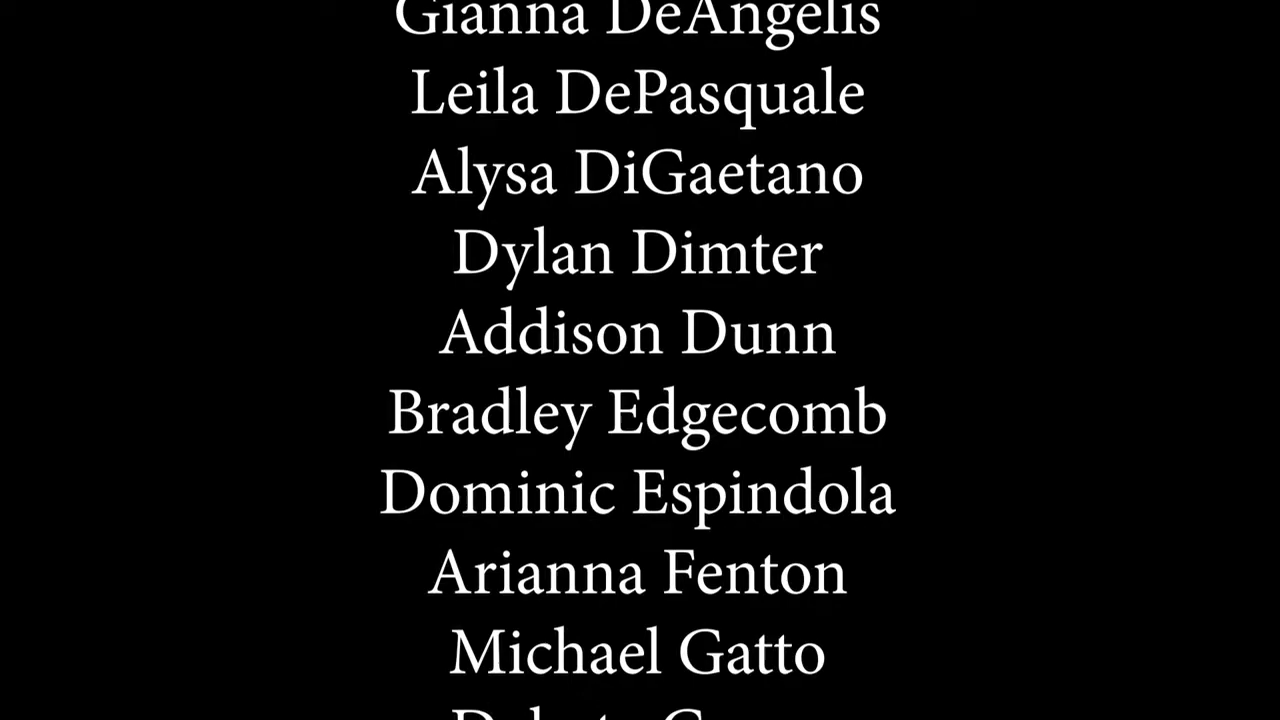 Gianna DeAngelis
Leila DePasquale
Alysa DiGaetano
Dylan Dimter
Addison Dunn
Bradley Edgecomb
Dominic Espindola
Arianna Fenton
Michael Gatto